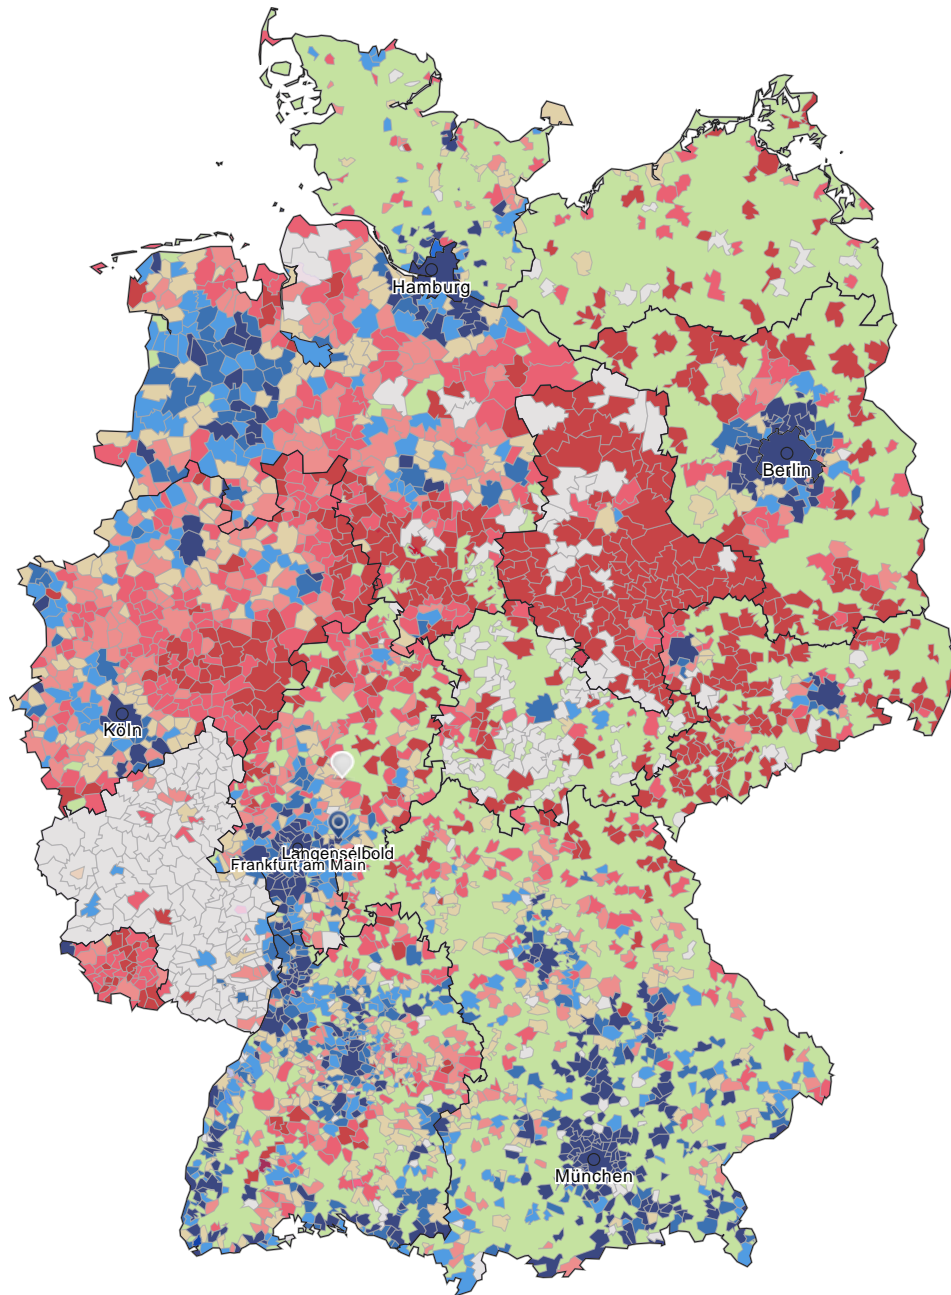 Hamburg
Berlin
Köln
Langenselbold
Frankfurt am Main
München